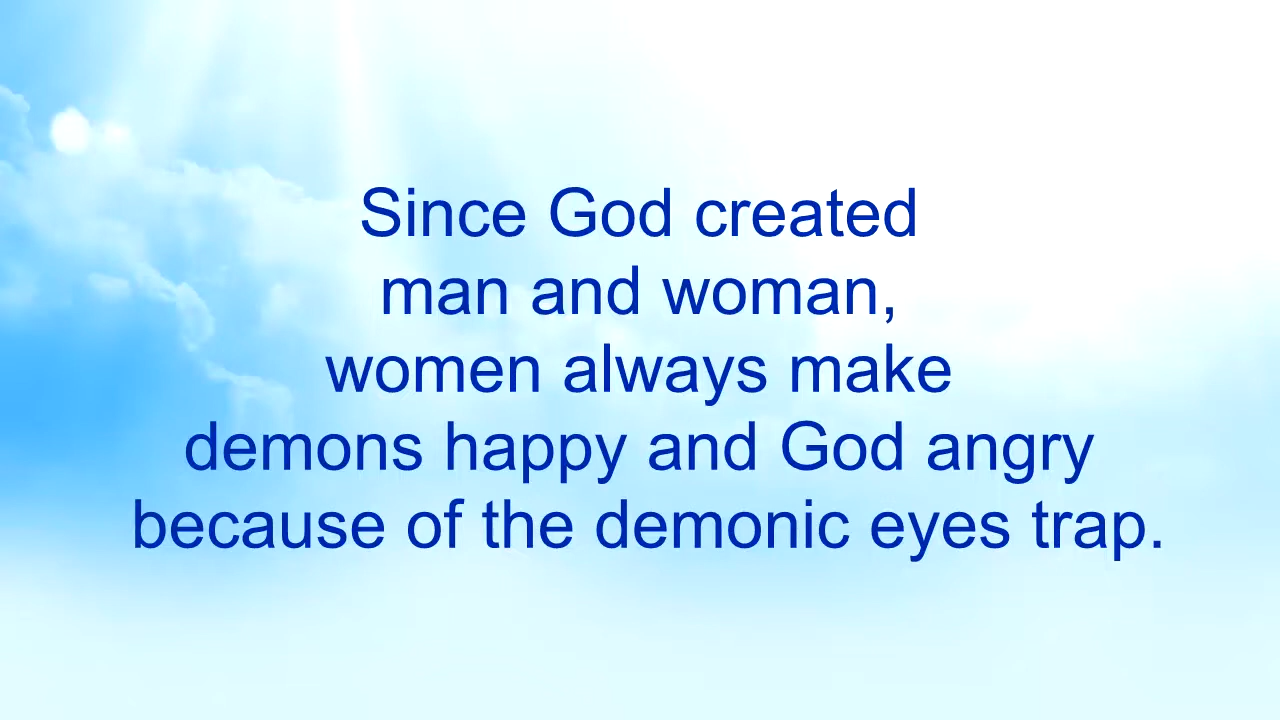 Since God created
man and woman,
women always make
demons happy and God angry
because of the demonic eyes trap.